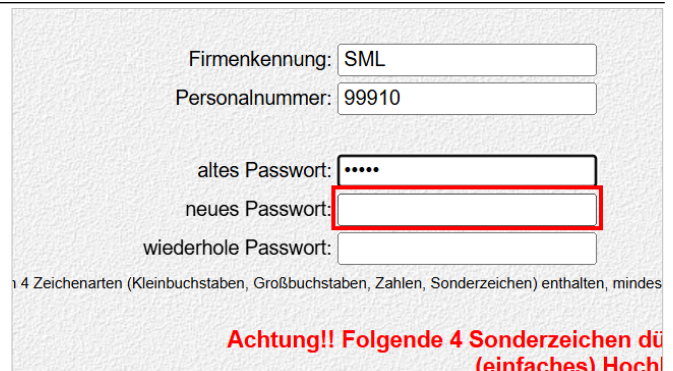 Firmenkennung: SML
Personalnummer: 99910
altes Passwort: •••••
neues Passwort:
wiederhole Passwort:
4 Zeichenarten (Kleinbuchstaben, Großbuchstaben, Zahlen, Sonderzeichen) enthalten, mindes
Achtung!! Folgende 4 Sonderzeichen dü
(einfaches) Hoch